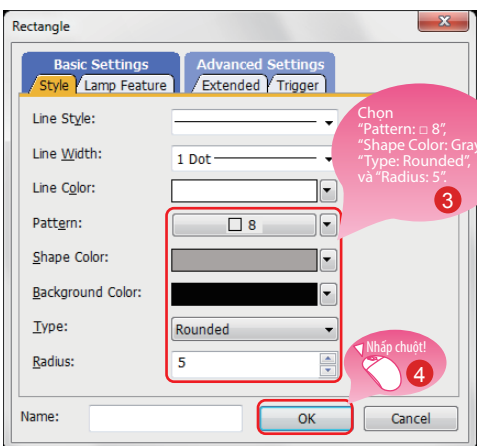 Rectangle
Basic Settings Advanced Settings
Style Lamp Feature Extended Trigger
Line Style:
Line Width: 1 Dot
Line Color:
Pattern: □ 8
Shape Color:
Background Color:
Type: Rounded
Radius: 5
Name: OK Cancel
Chọn
"Pattern: □ 8",
"Shape Color: Gray
"Type: Rounded",
và "Radius: 5".
3
Nhấp chuột!
4